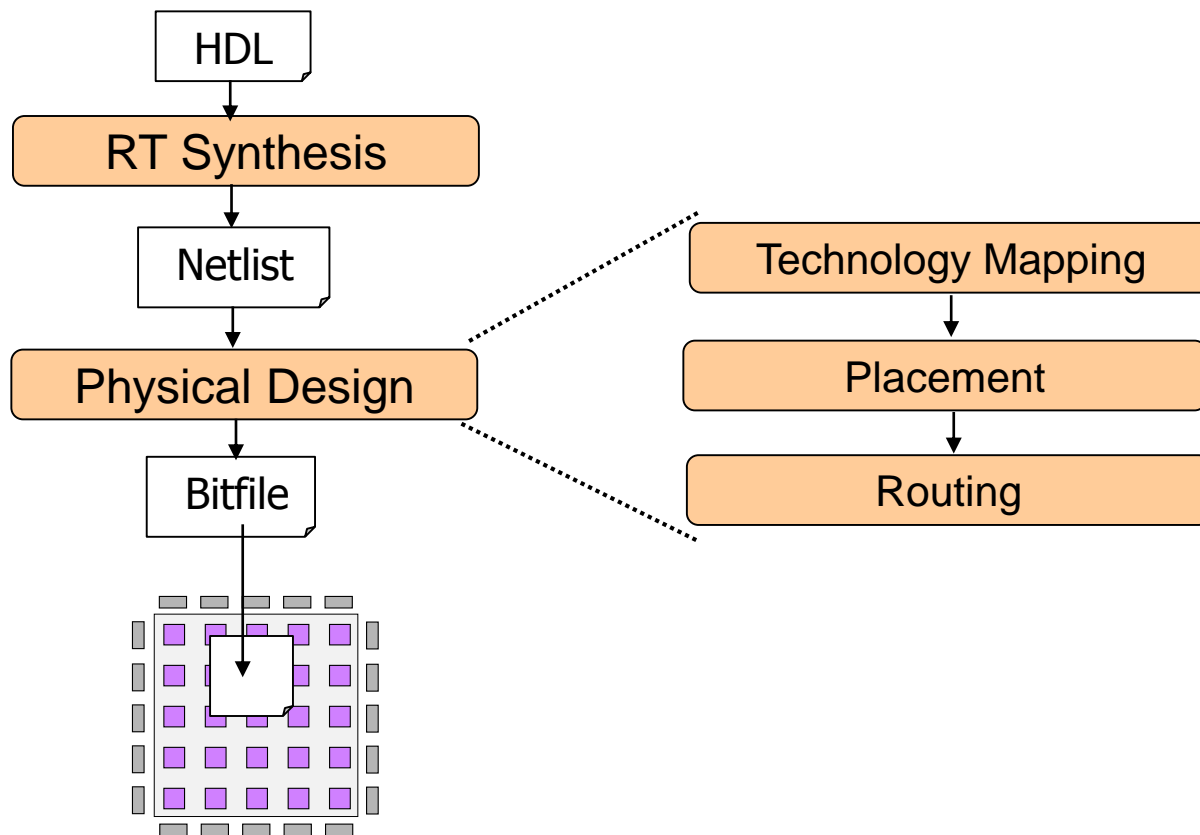 HDL
RT Synthesis
Netlist
Physical Design
Bitfile
Technology Mapping
Placement
Routing